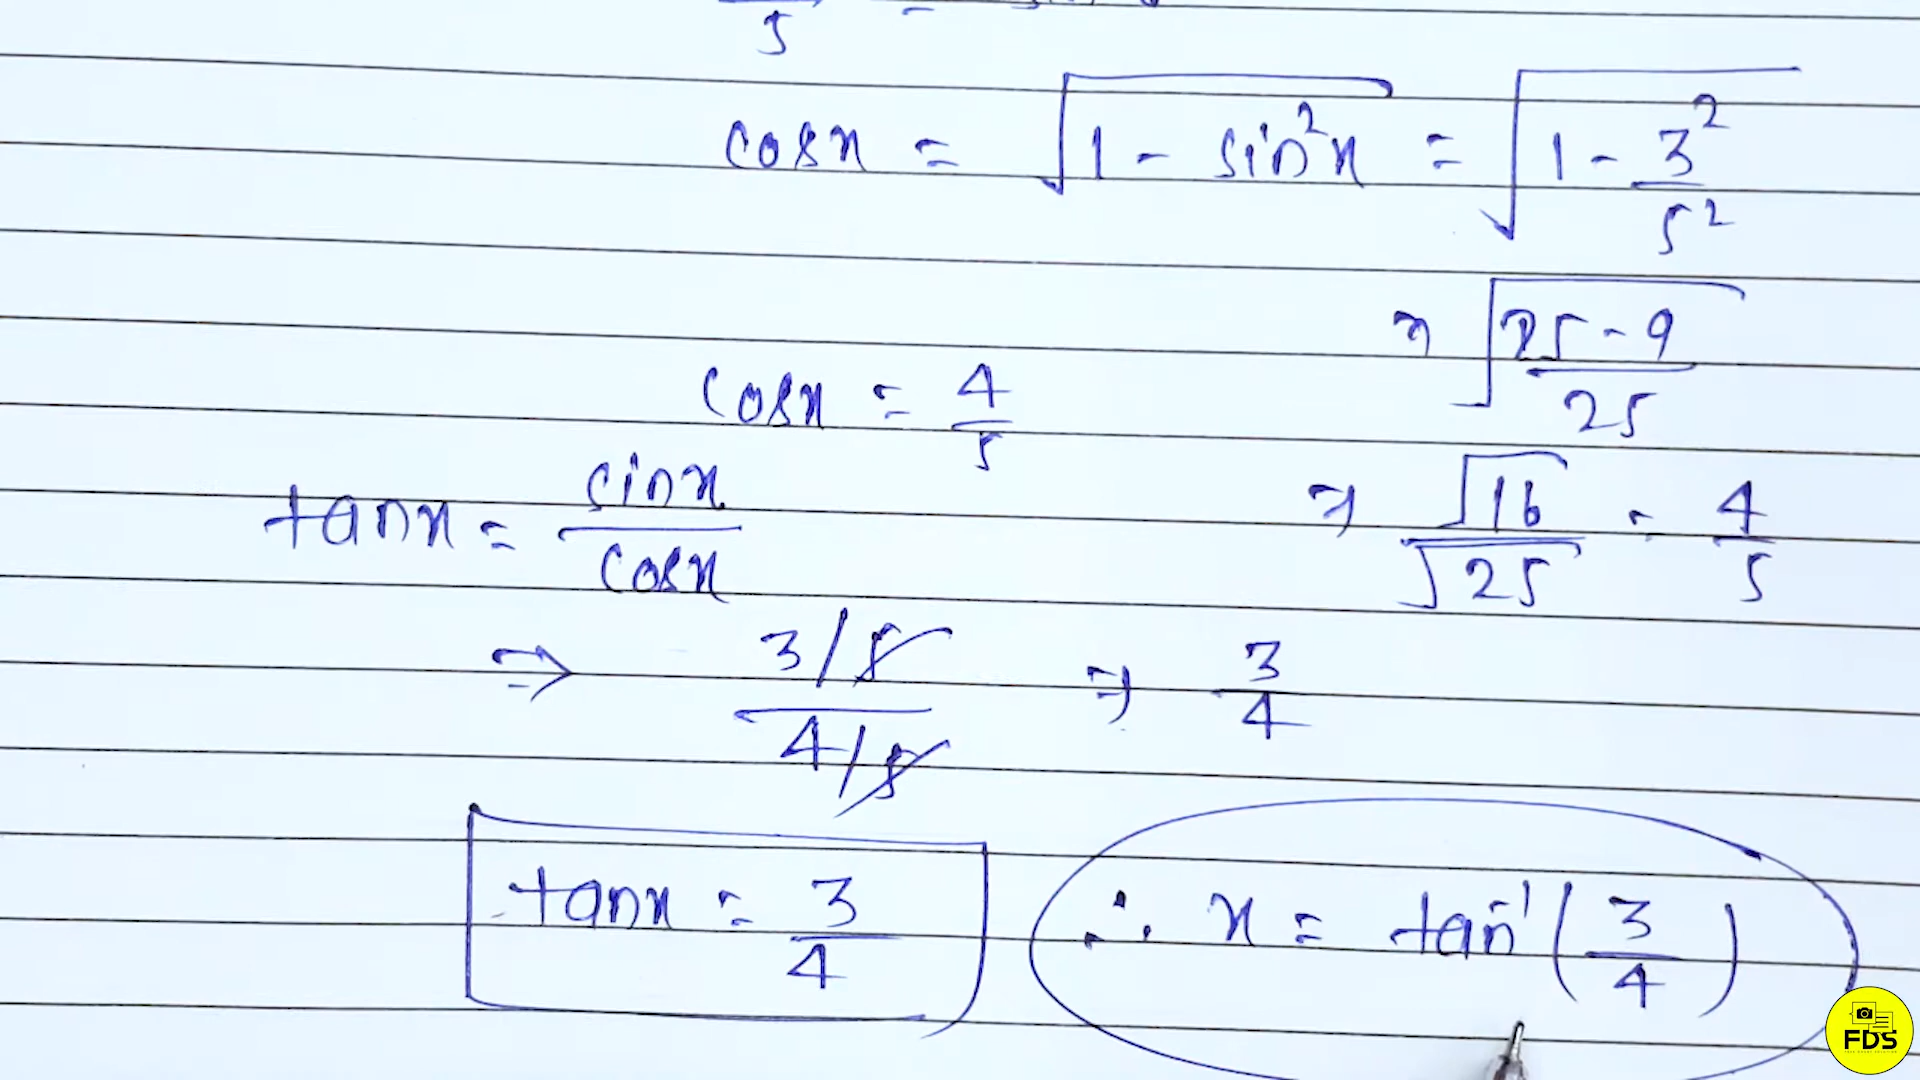 5 =
cosx = √1 - sin²x = √1 - 3²/5²
⇒ √25 - 9/25
cosx = 4/5
tanx = sinx/cosx
⇒ √16/√25 = 4/5
⇒ 3/5/4/5 ⇒ 3/4
tanx = 3/4
∴ x = tan⁻¹(3/4)
FDS